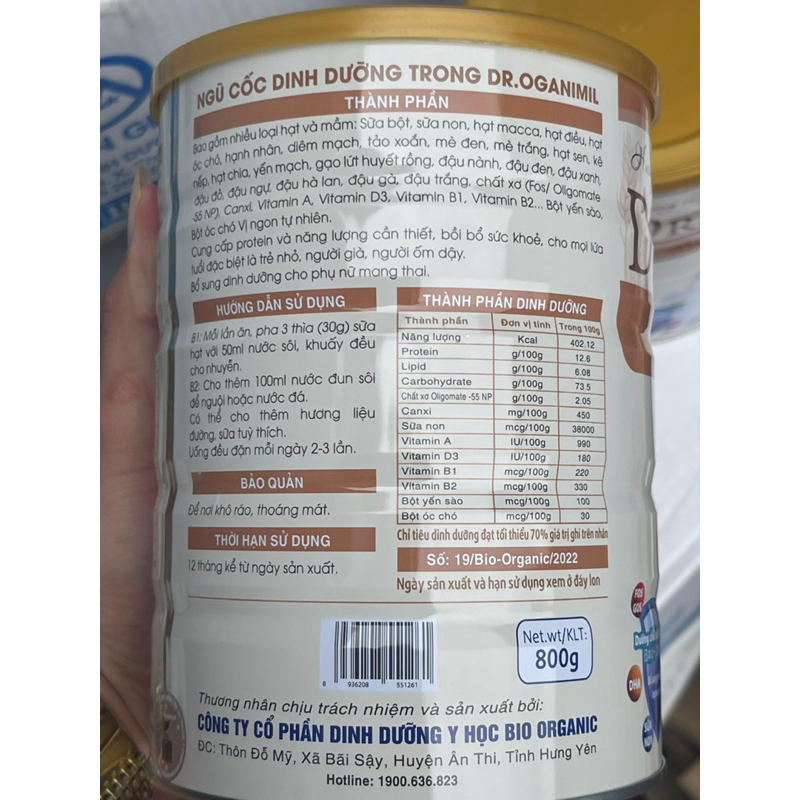 NGŨ CỐC DINH DƯỠNG TRONG DR.OGANIMIL
THÀNH PHẦN
Bao gồm nhiều loại hạt và mầm: Sữa bột, sữa non, hạt macca, hạt điều, hạt
óc chó, hạnh nhân, diêm mạch, tảo xoắn, mè đen, mè trắng, hạt sen, kê
nếp, hạt chia, yến mạch, gạo lứt huyết rồng, đậu nành, đậu đen, đậu xanh,
đậu đỏ, đậu ngự, đậu hà lan, đậu gà, đậu trắng, chất xơ (Fos/ Oligomate
-55 NP), Canxi, Vitamin A, Vitamin D3, Vitamin B1, Vitamin B2... Bột yến sào,
Bột óc chó Vị ngon tự nhiên.
Cung cấp protein và năng lượng cần thiết, bồi bổ sức khoẻ, cho mọi lứa
tuổi đặc biệt là trẻ nhỏ, người già, người ốm dậy.
Bổ sung dinh dưỡng cho phụ nữ mang thai.
HƯỚNG DẪN SỬ DỤNG
B1: Mỗi lần ăn, pha 3 thìa (30g) sữa
hạt với 50ml nước sôi, khuấy đều
cho nhuyễn.
B2: Cho thêm 100ml nước đun sôi
để nguội hoặc nước đá.
Có thể cho thêm hương liệu
đường, sữa tuỳ thích.
Uống đều đặn mỗi ngày 2-3 lần.
BẢO QUẢN
Để nơi khô ráo, thoáng mát.
THỜI HẠN SỬ DỤNG
12 tháng kể từ ngày sản xuất.
THÀNH PHẦN DINH DƯỠNG
Thành phần Đơn vị tính Trong 100g
Năng lượng Kcal 402.12
Protein g/100g 12.6
Lipid g/100g 6.08
Carbohydrate g/100g 73.5
Chất xơ Oligomate -55 NP g/100g 2.05
Canxi mg/100g 450
Sữa non mcg/100g 38000
Vitamin A IU/100g 990
Vitamin D3 IU/100g 180
Vitamin B1 mcg/100g 220
Vitamin B2 mcg/100g 330
Bột yến sào mcg/100g 100
Bột óc chó mcg/100g 30
Chỉ tiêu dinh dưỡng đạt tối thiểu 70% giá trị ghi trên nhãn
Số: 19/Bio-Organic/2022
Ngày sản xuất và hạn sử dụng xem ở đáy lon
8 936208 551261
Net.wt/KLT:
800g
FOS
GOS
DHA
Thương nhân chịu trách nhiệm và sản xuất bởi:
CÔNG TY CỔ PHẦN DINH DƯỠNG Y HỌC BIO ORGANIC
ĐC: Thôn Đỗ Mỹ, Xã Bãi Sậy, Huyện Ân Thi, Tỉnh Hưng Yên
Hotline: 1900.636.823